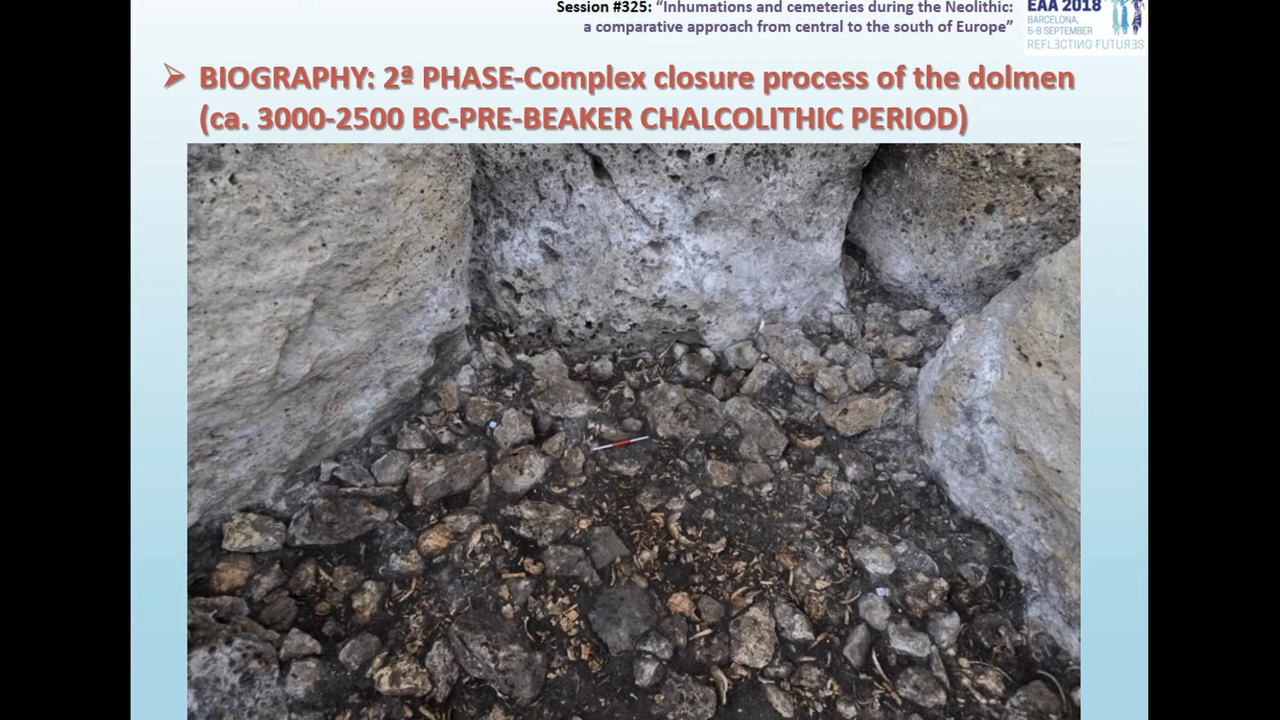 Session #325: “Inhumations and cemeteries during the Neolithic:
a comparative approach from central to the south of Europe”
EAA 2018
BARCELONA,
5-8 SEPTEMBER
REFLECTING FUTURES
BIOGRAPHY: 2ª PHASE-Complex closure process of the dolmen
(ca. 3000-2500 BC-PRE-BEAKER CHALCOLITHIC PERIOD)